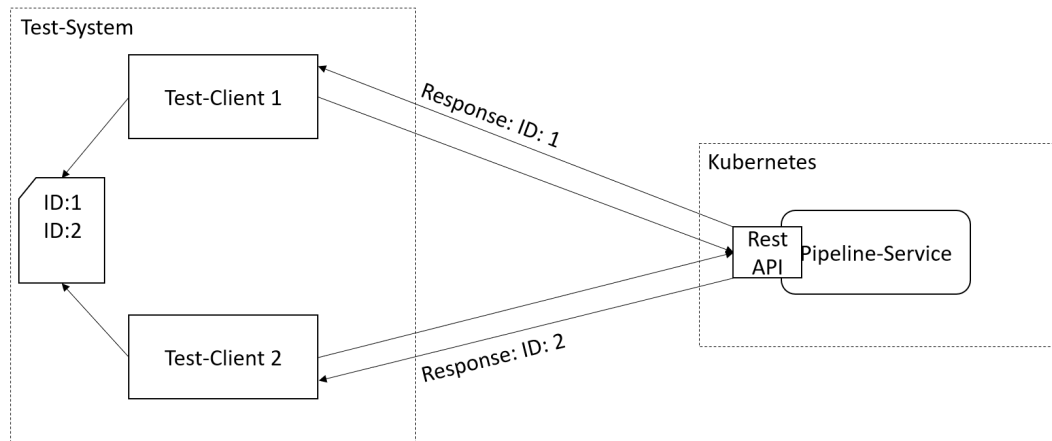 Test-System
Test-Client 1
Response: ID: 1
Kubernetes
ID:1
ID:2
Rest
API
Pipeline-Service
Test-Client 2
Response: ID: 2